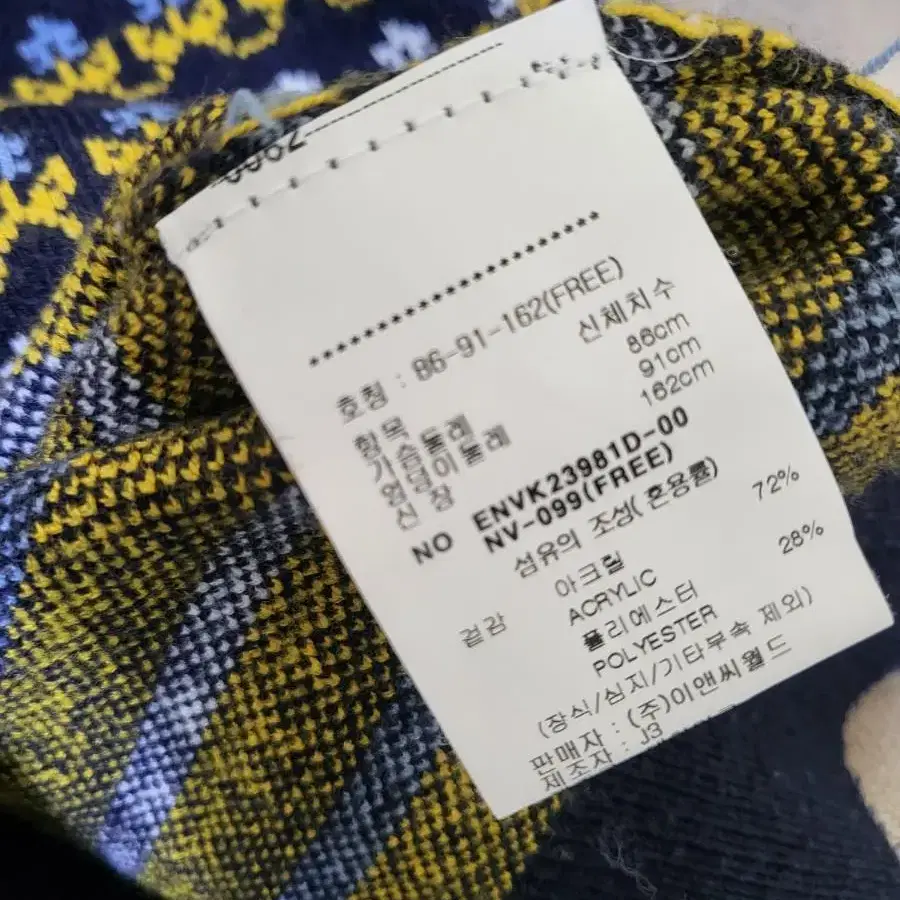 호칭 : 86-91-162(FREE)
항목 신체치수
가슴둘레 86cm
엉덩이둘레 91cm
신장 162cm
NO ENVK23981D-00
NV-099(FREE)
섬유의 조성(혼용률)
겉감 아크릴 72%
ACRYLIC
폴리에스터 28%
POLYESTER
(장식/심지/기타부속 제외)
판매자 : (주)이앤씨월드
제조자 : J3